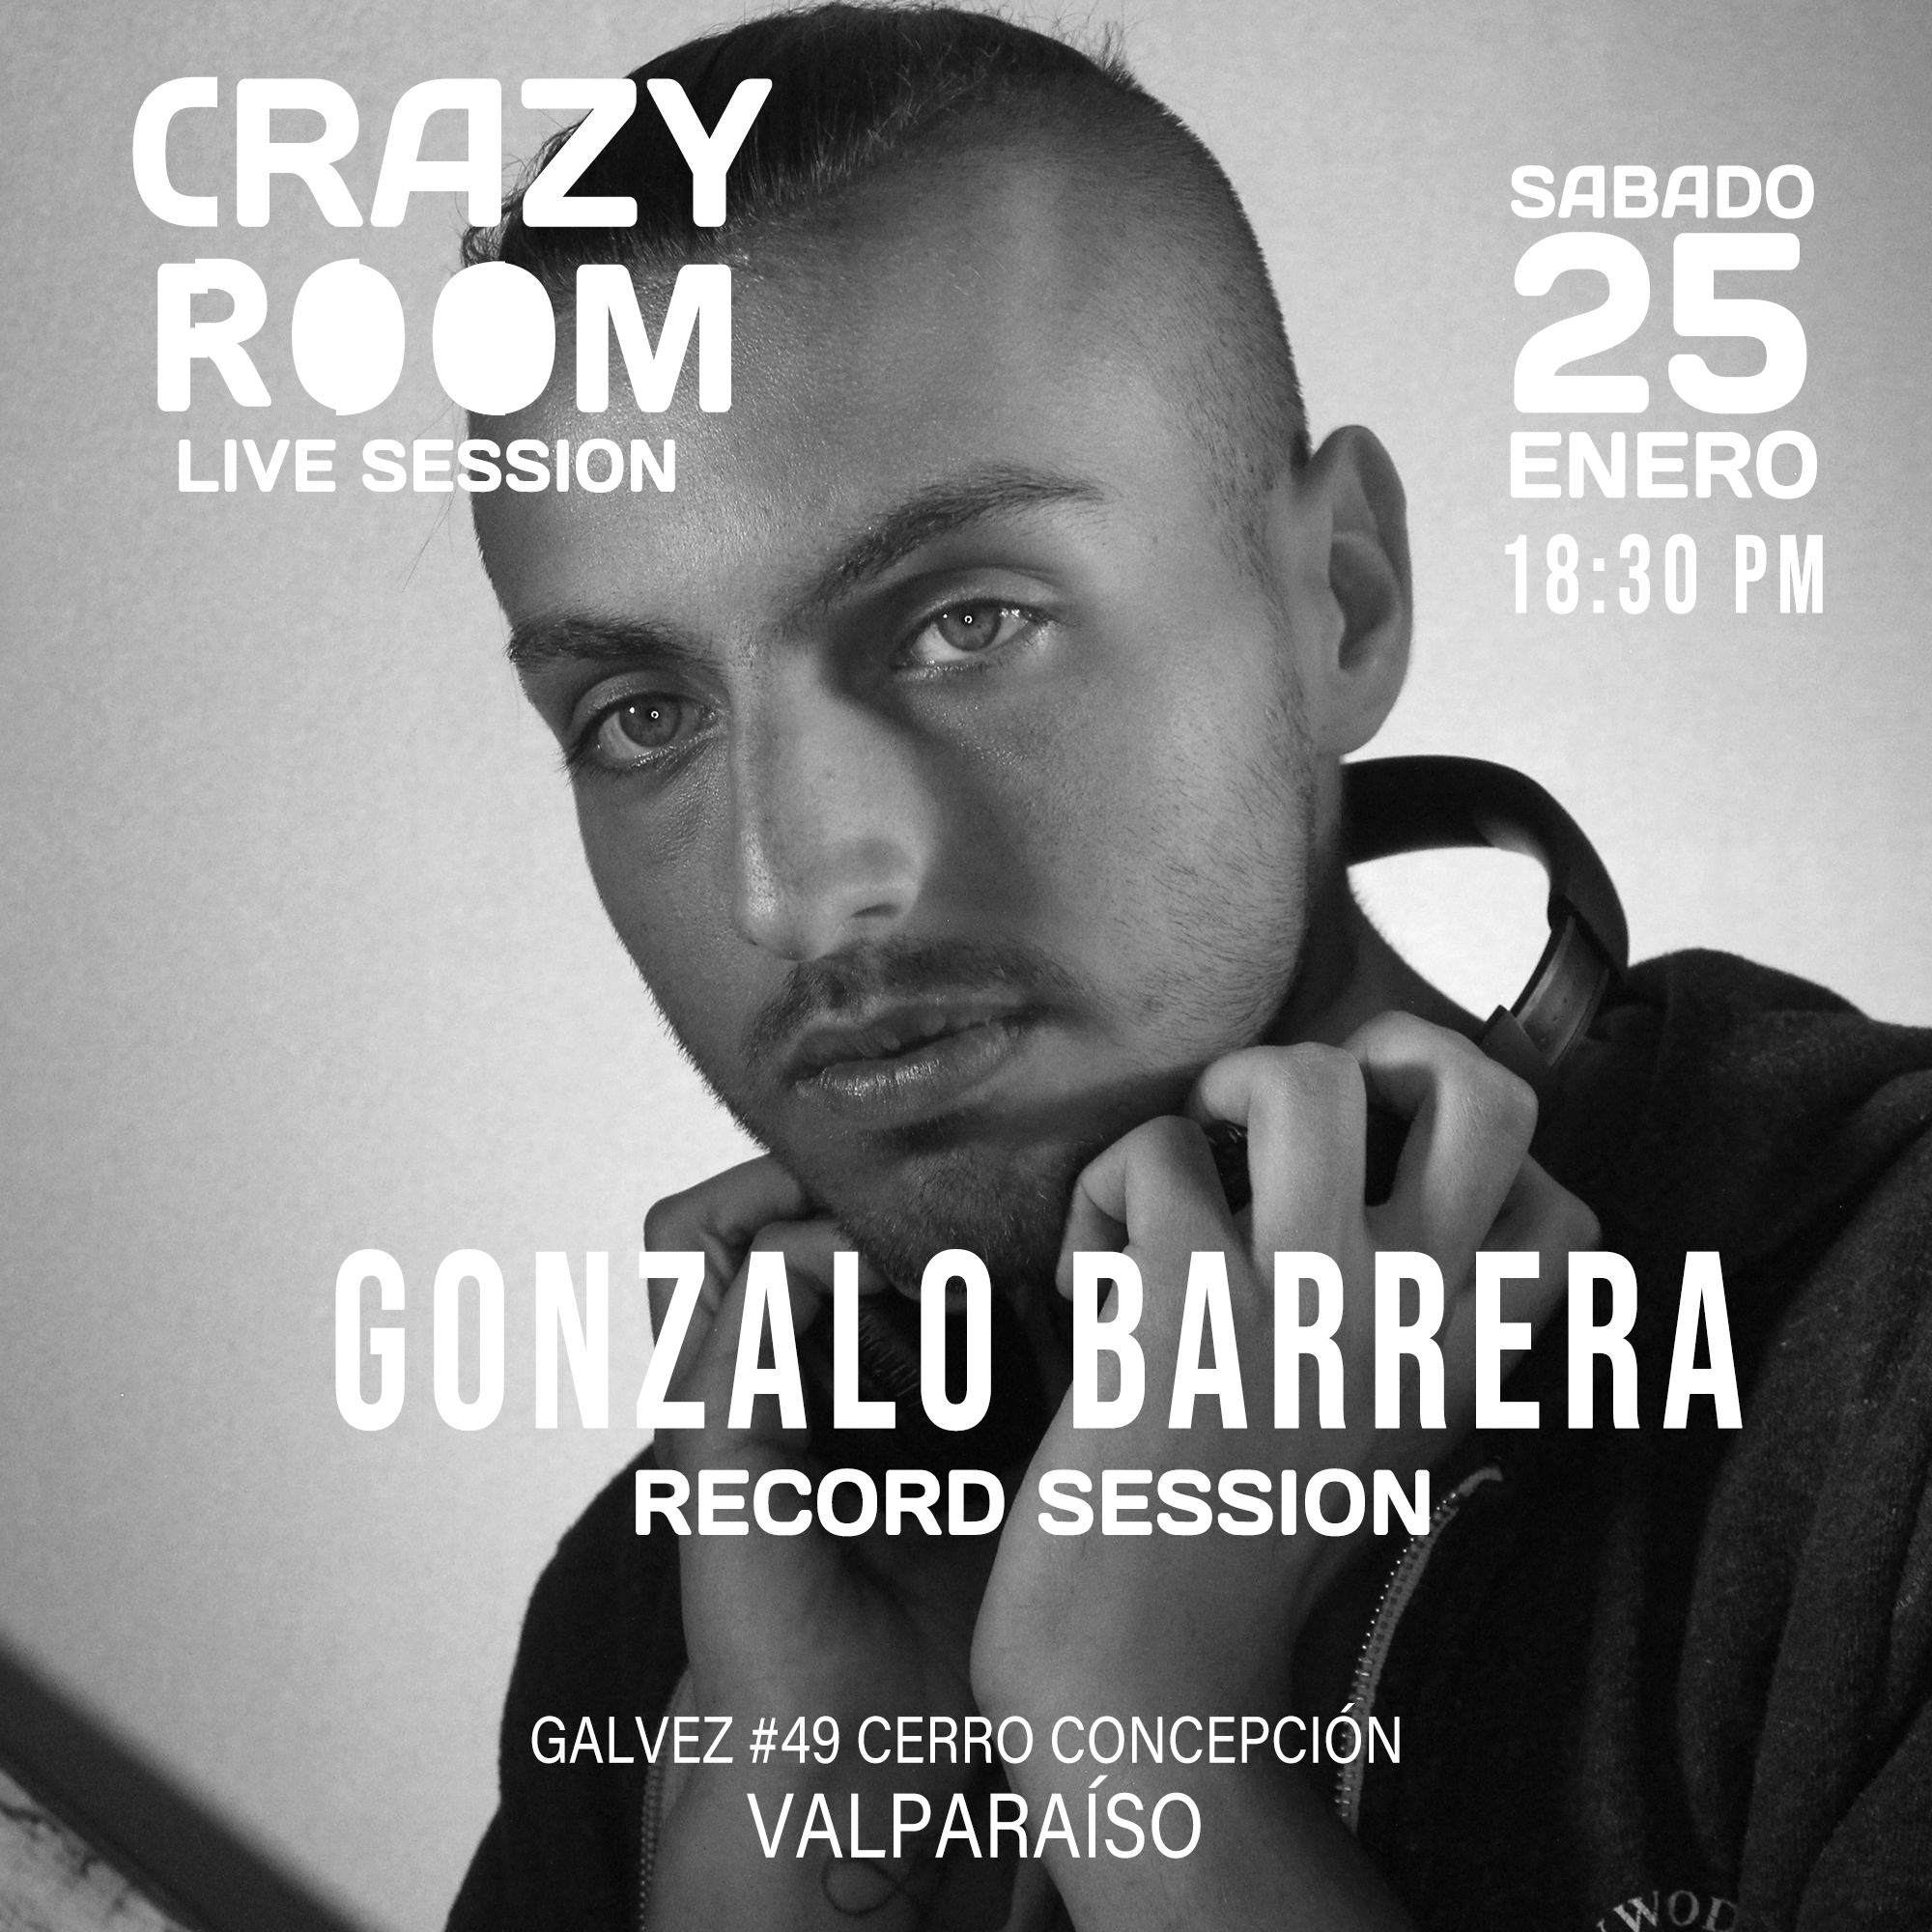 CRAZY
ROOM
LIVE SESSION
SABADO
25
ENERO
18:30 PM
GONZALO BARRERA
RECORD SESSION
GALVEZ #49 CERRO CONCEPCIÓN
VALPARAÍSO